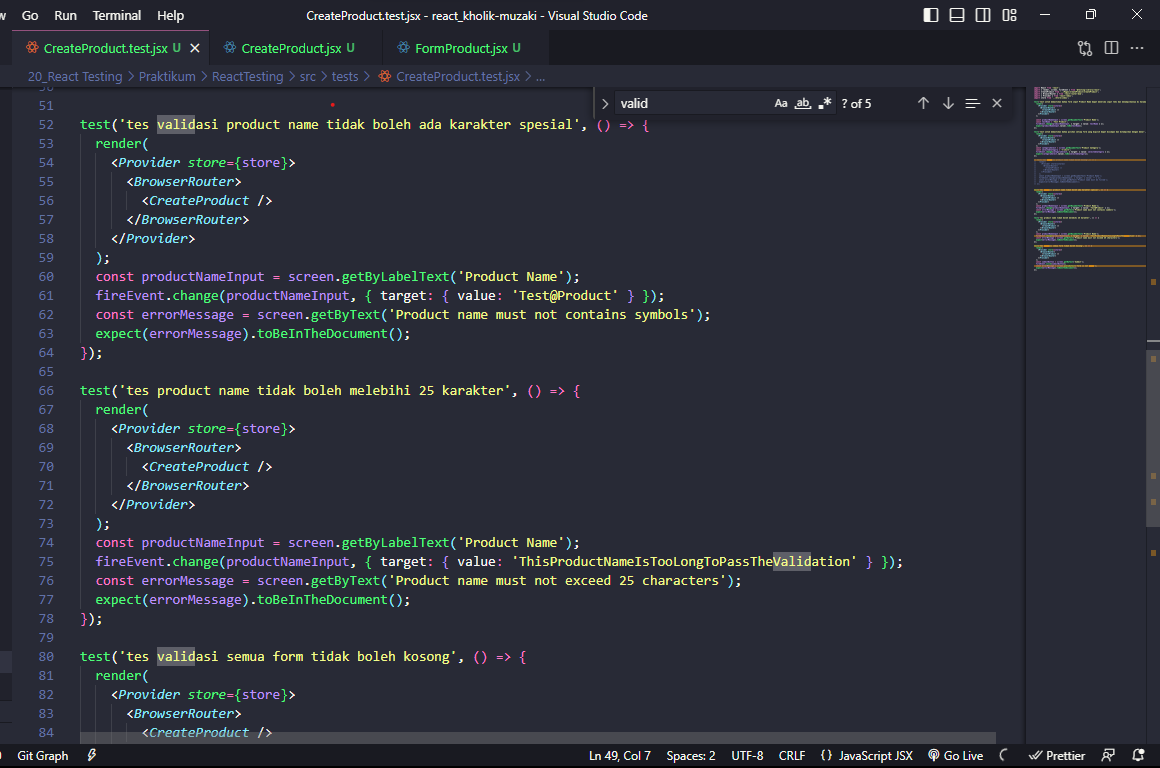 Go Run Terminal Help CreateProduct.test.jsx - react_kholik-muzaki - Visual Studio Code
CreateProduct.test.jsx U CreateProduct.jsx U FormProduct.jsx U
20_React Testing > Praktikum > ReactTesting > src > tests > CreateProduct.test.jsx > ...
valid Aa ab ? of 5
51
52 test('tes validasi product name tidak boleh ada karakter spesial', () => {
53 render(
54 <Provider store={store}>
55 <BrowserRouter>
56 <CreateProduct />
57 </BrowserRouter>
58 </Provider>
59 );
60 const productNameInput = screen.getByLabelText('Product Name');
61 fireEvent.change(productNameInput, { target: { value: 'Test@Product' } });
62 const errorMessage = screen.getByText('Product name must not contains symbols');
63 expect(errorMessage).toBeInTheDocument();
64 });
65
66 test('tes product name tidak boleh melebihi 25 karakter', () => {
67 render(
68 <Provider store={store}>
69 <BrowserRouter>
70 <CreateProduct />
71 </BrowserRouter>
72 </Provider>
73 );
74 const productNameInput = screen.getByLabelText('Product Name');
75 fireEvent.change(productNameInput, { target: { value: 'ThisProductNameIsTooLongToPassTheValidation' } });
76 const errorMessage = screen.getByText('Product name must not exceed 25 characters');
77 expect(errorMessage).toBeInTheDocument();
78 });
79
80 test('tes validasi semua form tidak boleh kosong', () => {
81 render(
82 <Provider store={store}>
83 <BrowserRouter>
84 <CreateProduct />
Git Graph Ln 49, Col 7 Spaces: 2 UTF-8 CRLF {} JavaScript JSX Go Live Prettier